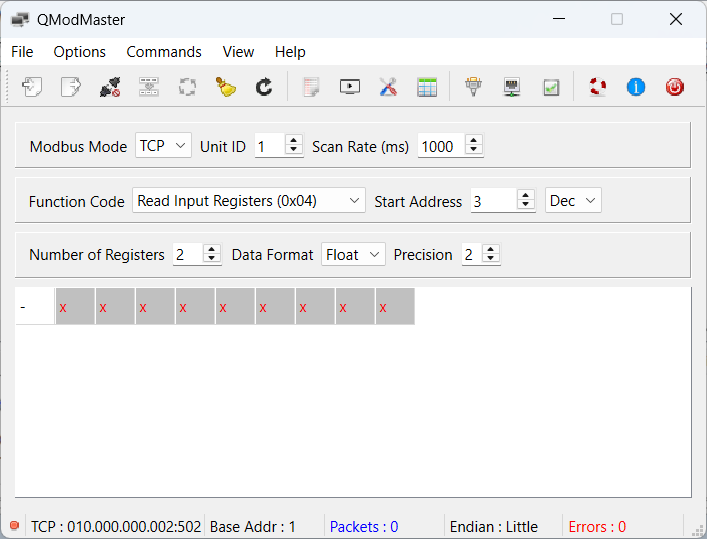 QModMaster
File Options Commands View Help
Modbus Mode TCP Unit ID 1 Scan Rate (ms) 1000
Function Code Read Input Registers (0x04) Start Address 3 Dec
Number of Registers 2 Data Format Float Precision 2
- x x x x x x x x x
TCP : 010.000.000.002:502 Base Addr : 1 Packets : 0 Endian : Little Errors : 0